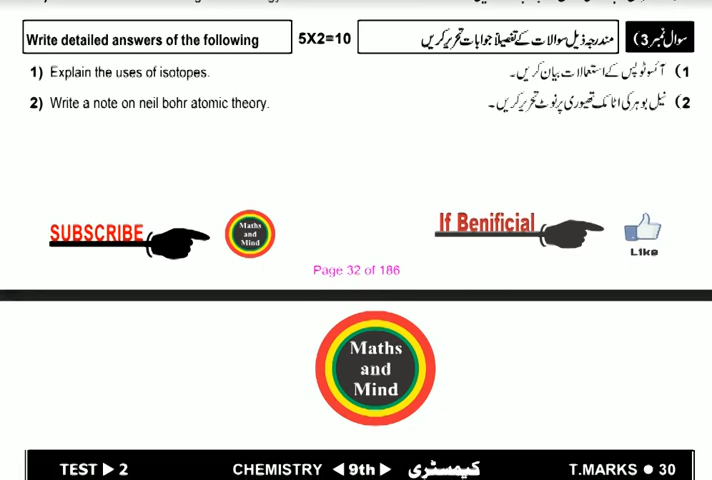 Write detailed answers of the following 5X2=10 مندرجہ ذیل سوالات کے تفصیلاً جوابات تحریر کریں سوال نمبر 3)
1) Explain the uses of isotopes. 1) آئسوٹوپس کے استعمالات بیان کریں۔
2) Write a note on neil bohr atomic theory. 2) نیل بوہر کی اٹامک تھیوری پر نوٹ تحریر کریں۔
SUBSCRIBE
Maths
and
Mind
If Benificial
Like
Page 32 of 186
Maths
and
Mind
TEST ▶ 2 CHEMISTRY ◀ 9th ▶ کیمسٹری T.MARKS ● 30